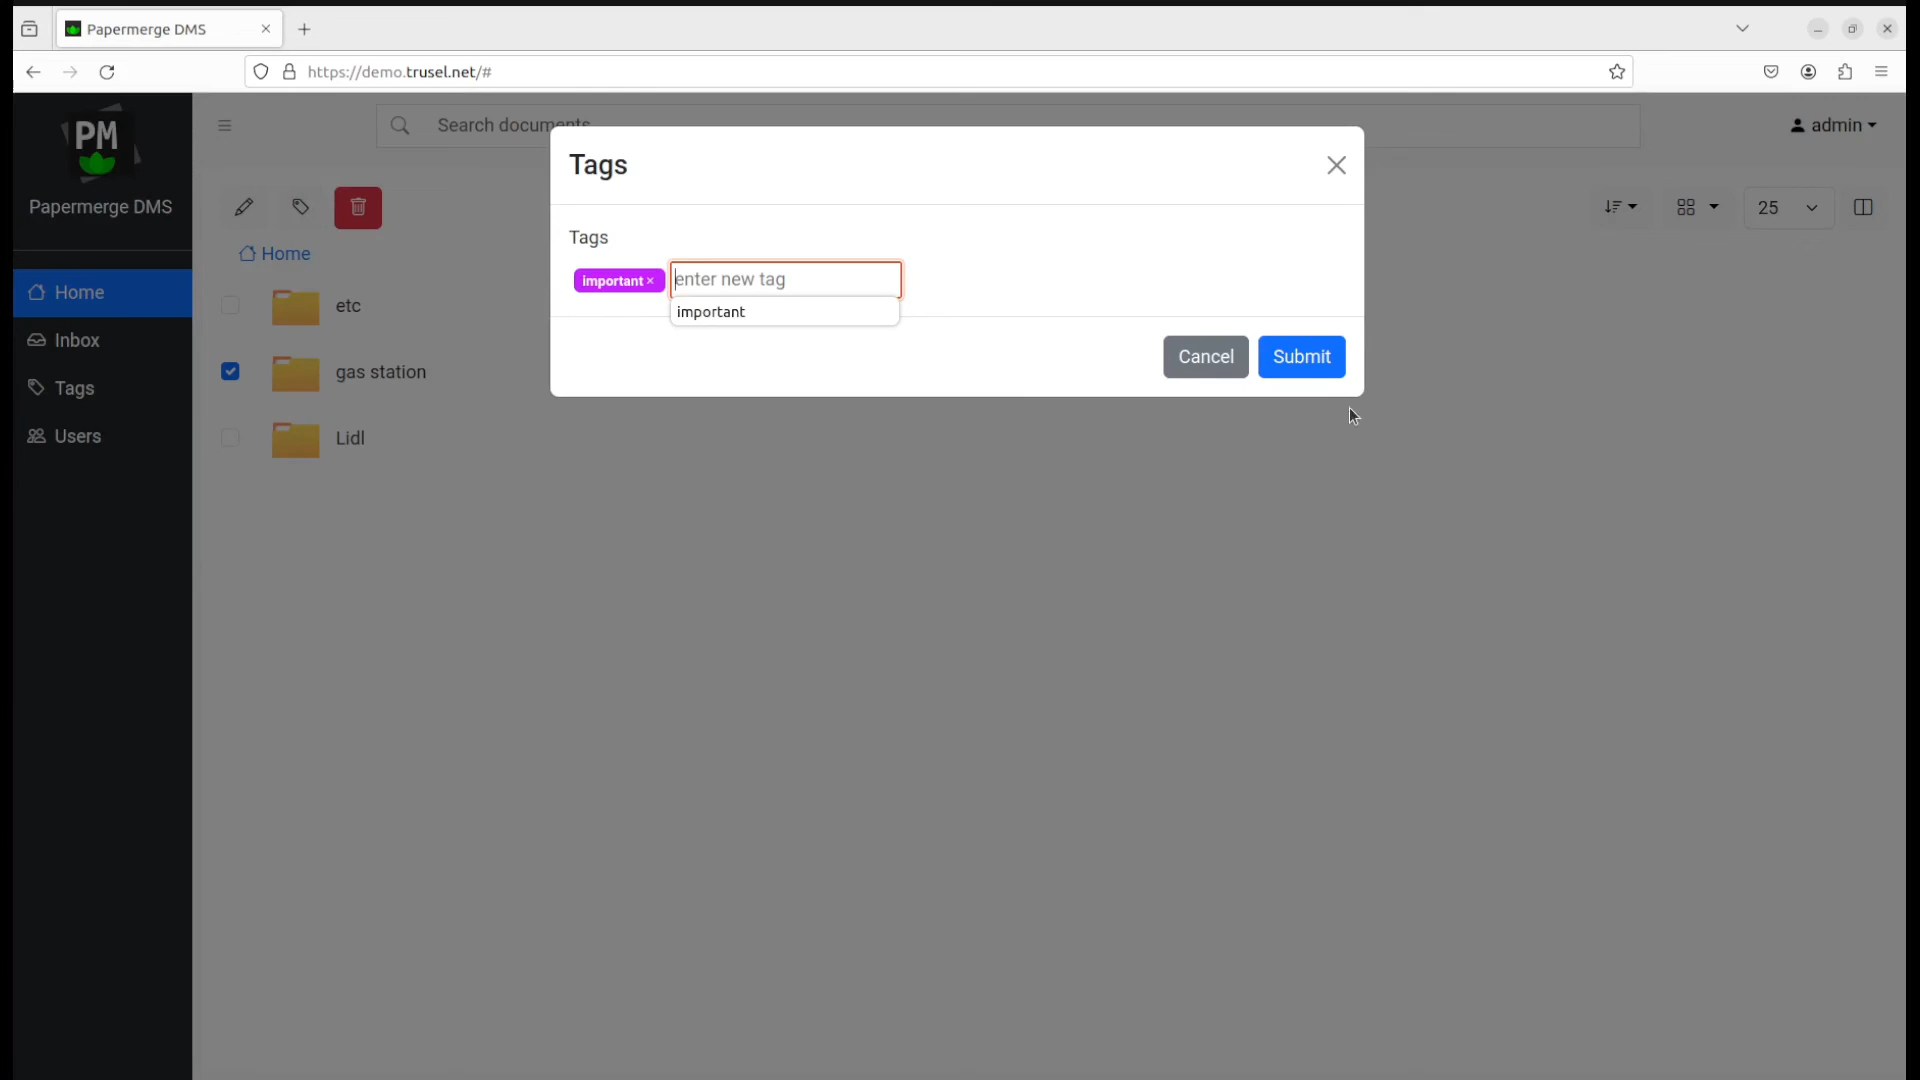 Papermerge DMS
https://demo.trusel.net/#
PM
Papermerge DMS
Home
Inbox
Tags
Users
Search documents
admin
25
Home
etc
gas station
Lidl
Tags
Tags
important ×
enter new tag
important
Cancel
Submit